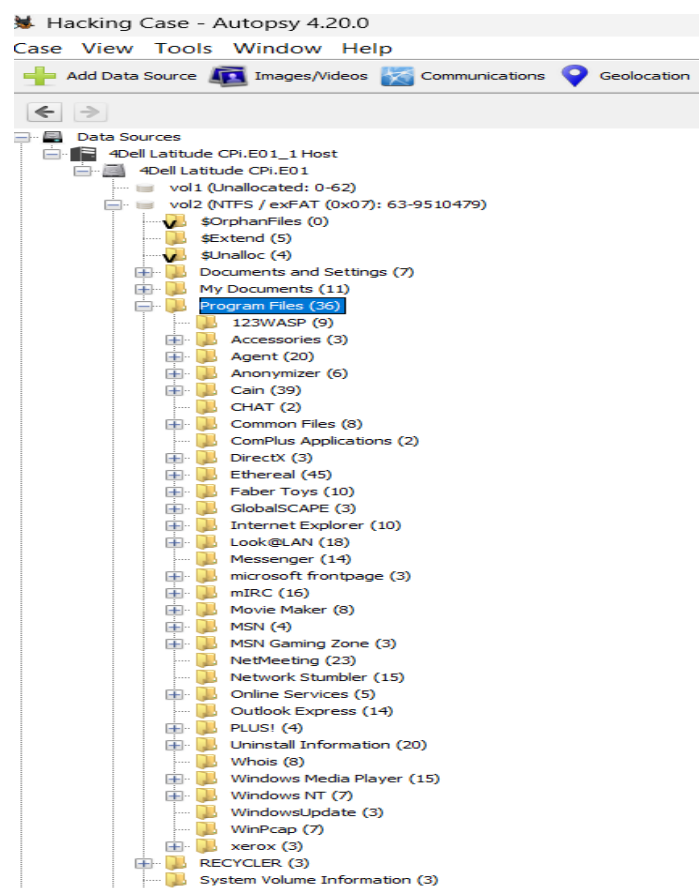 Hacking Case - Autopsy 4.20.0
Case View Tools Window Help
Add Data Source Images/Videos Communications Geolocation
Data Sources
4Dell Latitude CPi.E01_1 Host
4Dell Latitude CPi.E01
vol1 (Unallocated: 0-62)
vol2 (NTFS / exFAT (0x07): 63-9510479)
$OrphanFiles (0)
$Extend (5)
$Unalloc (4)
Documents and Settings (7)
My Documents (11)
Program Files (36)
123WASP (9)
Accessories (3)
Agent (20)
Anonymizer (6)
Cain (39)
CHAT (2)
Common Files (8)
ComPlus Applications (2)
DirectX (3)
Ethereal (45)
Faber Toys (10)
GlobalSCAPE (3)
Internet Explorer (10)
Look@LAN (18)
Messenger (14)
microsoft frontpage (3)
mIRC (16)
Movie Maker (8)
MSN (4)
MSN Gaming Zone (3)
NetMeeting (23)
Network Stumbler (15)
Online Services (5)
Outlook Express (14)
PLUS! (4)
Uninstall Information (20)
Whois (8)
Windows Media Player (15)
Windows NT (7)
WindowsUpdate (3)
WinPcap (7)
xerox (3)
RECYCLER (3)
System Volume Information (3)